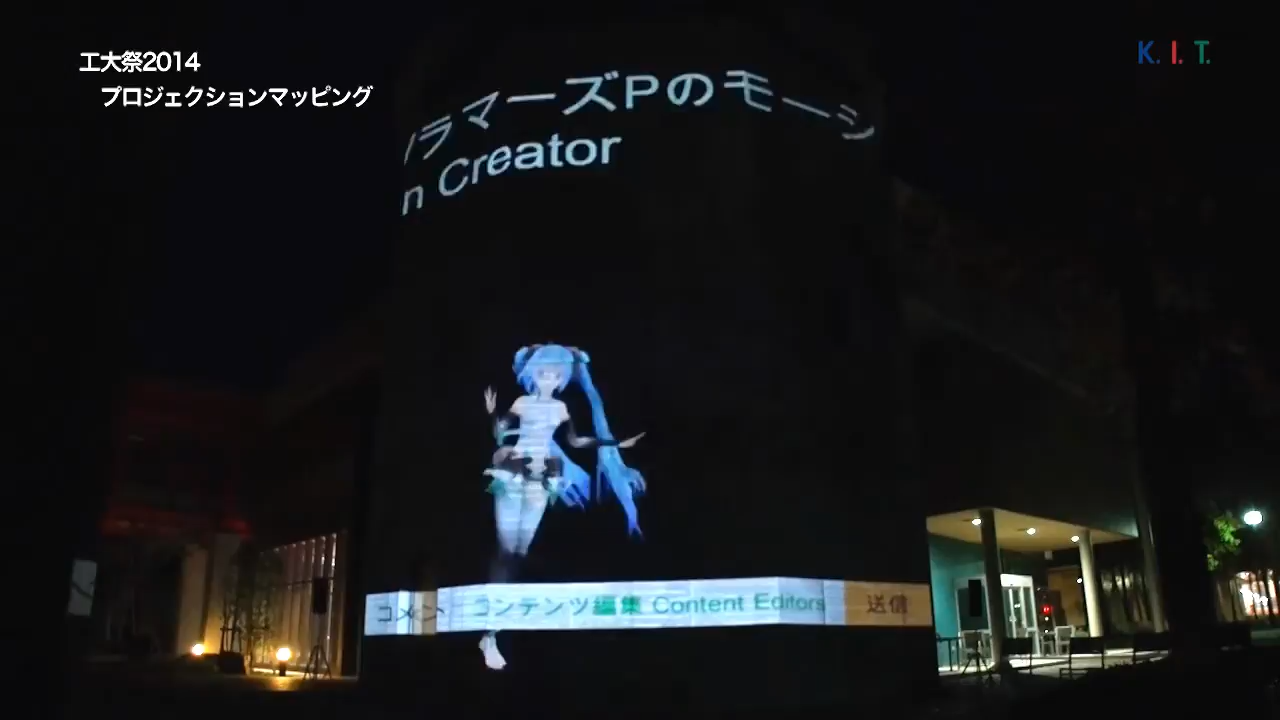 工大祭2014
プロジェクションマッピング
K. I. T.
ラマーズPのモーシ
n Creator
コメン
コンテンツ編集 Content Editors
送信